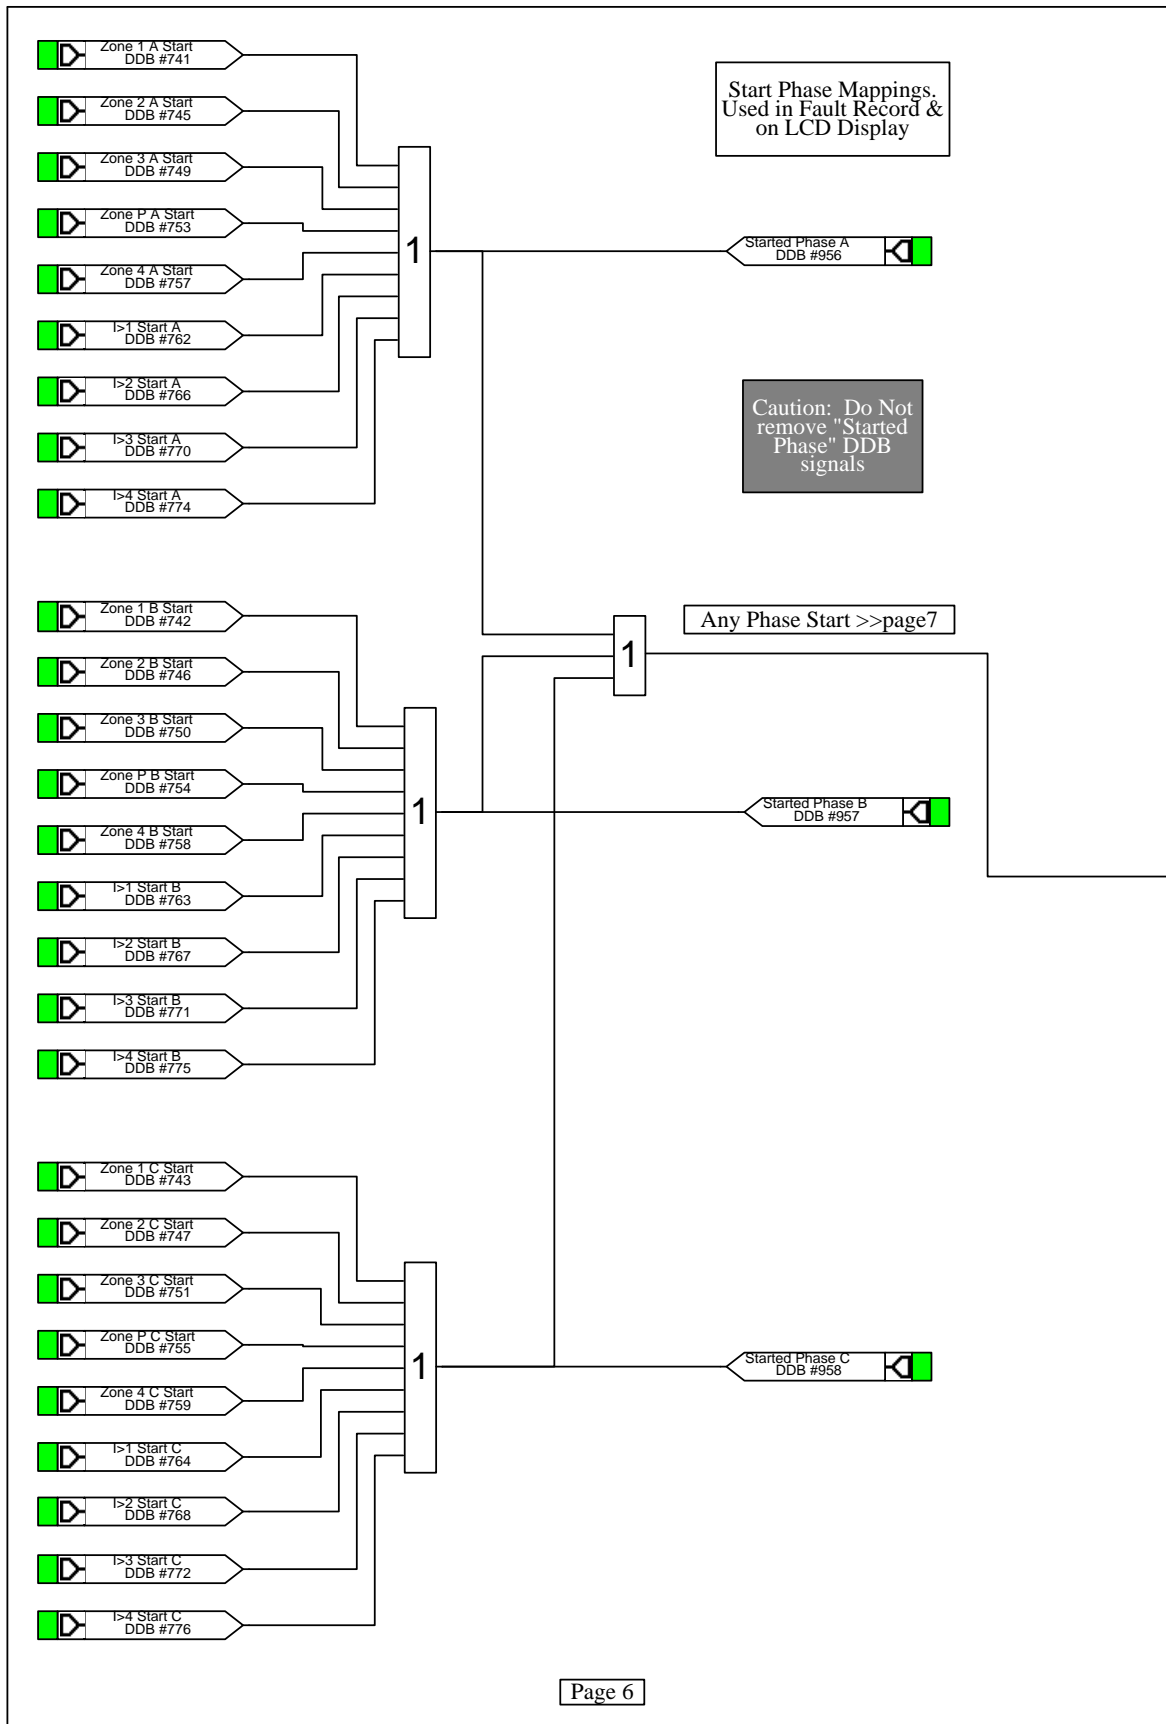 Zone 1 A Start
DDB #741
Zone 2 A Start
DDB #745
Zone 3 A Start
DDB #749
Zone P A Start
DDB #753
Zone 4 A Start
DDB #757
I>1 Start A
DDB #762
I>2 Start A
DDB #766
I>3 Start A
DDB #770
I>4 Start A
DDB #774
1
Start Phase Mappings.
Used in Fault Record &
on LCD Display
Started Phase A
DDB #956
Caution:  Do Not
remove "Started
Phase" DDB
signals
Zone 1 B Start
DDB #742
Zone 2 B Start
DDB #746
Zone 3 B Start
DDB #750
Zone P B Start
DDB #754
Zone 4 B Start
DDB #758
I>1 Start B
DDB #763
I>2 Start B
DDB #767
I>3 Start B
DDB #771
I>4 Start B
DDB #775
1
1
Any Phase Start >>page7
Started Phase B
DDB #957
Zone 1 C Start
DDB #743
Zone 2 C Start
DDB #747
Zone 3 C Start
DDB #751
Zone P C Start
DDB #755
Zone 4 C Start
DDB #759
I>1 Start C
DDB #764
I>2 Start C
DDB #768
I>3 Start C
DDB #772
I>4 Start C
DDB #776
1
Started Phase C
DDB #958
Page 6